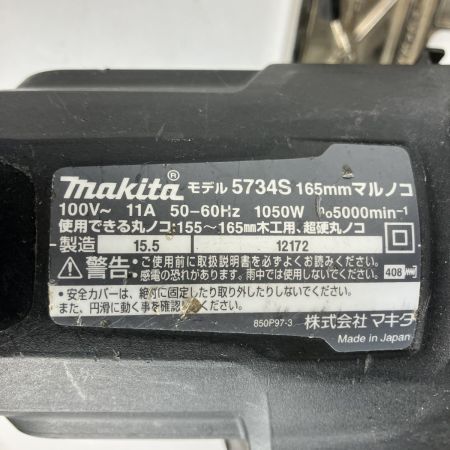 makita® モデル 5734S 165mmマルノコ
100V～ 11A 50-60Hz 1050W n₀5000min⁻¹
使用できる丸ノコ:155～165mm木工用、超硬丸ノコ
製造 15.5 12172
警告: ご使用前に取扱説明書を必ずよくお読みください。
感電の恐れがあります。雨中では使用しないでください。
408
・安全カバーは、絶対に固定したり取り外したりしないでください。
また、円滑に動く事を確認ください。
850P97-3 株式会社 マキタ
Made in Japan